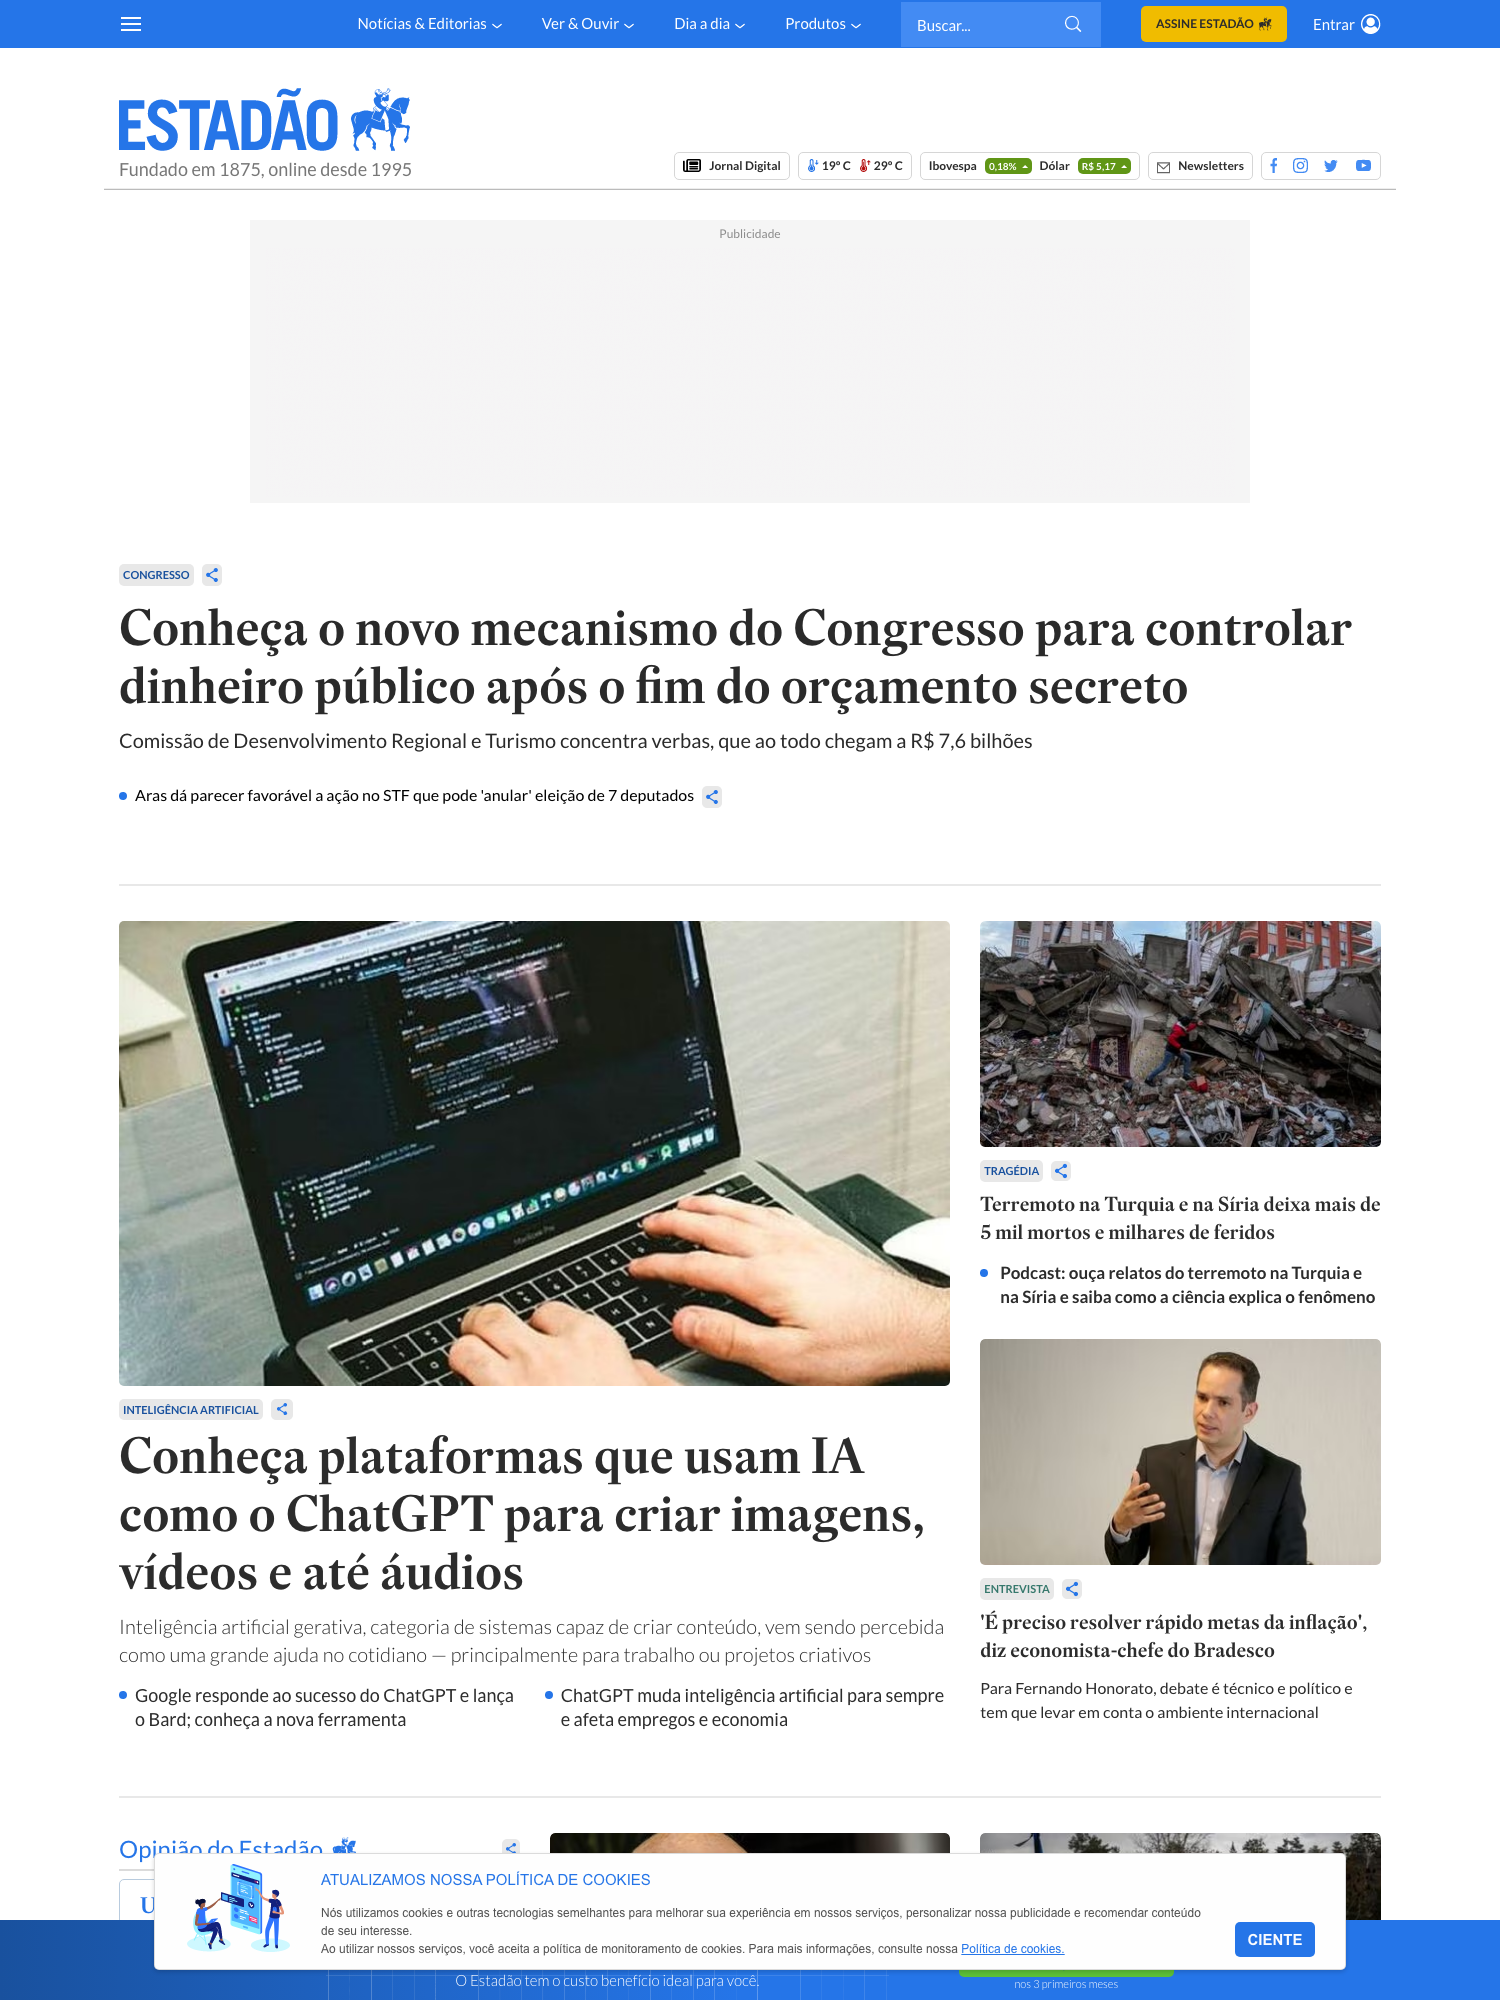 Notícias & Editorias
Ver & Ouvir
Dia a dia
Produtos
Buscar...
ASSINE ESTADÃO
Entrar
ESTADÃO
Fundado em 1875, online desde 1995
Jornal Digital
19º C
29º C
Ibovespa
0,18%
Dólar
R$ 5,17
Newsletters
Publicidade
CONGRESSO
Conheça o novo mecanismo do Congresso para controlar
dinheiro público após o fim do orçamento secreto
Comissão de Desenvolvimento Regional e Turismo concentra verbas, que ao todo chegam a R$ 7,6 bilhões
Aras dá parecer favorável a ação no STF que pode 'anular' eleição de 7 deputados
INTELIGÊNCIA ARTIFICIAL
Conheça plataformas que usam IA
como o ChatGPT para criar imagens,
vídeos e até áudios
Inteligência artificial gerativa, categoria de sistemas capaz de criar conteúdo, vem sendo percebida
como uma grande ajuda no cotidiano — principalmente para trabalho ou projetos criativos
Google responde ao sucesso do ChatGPT e lança
o Bard; conheça a nova ferramenta
ChatGPT muda inteligência artificial para sempre
e afeta empregos e economia
TRAGÉDIA
Terremoto na Turquia e na Síria deixa mais de
5 mil mortos e milhares de feridos
Podcast: ouça relatos do terremoto na Turquia e
na Síria e saiba como a ciência explica o fenômeno
ENTREVISTA
'É preciso resolver rápido metas da inflação',
diz economista-chefe do Bradesco
Para Fernando Honorato, debate é técnico e político e
tem que levar em conta o ambiente internacional
Opinião do Estadão
U
ATUALIZAMOS NOSSA POLÍTICA DE COOKIES
Nós utilizamos cookies e outras tecnologias semelhantes para melhorar sua experiência em nossos serviços, personalizar nossa publicidade e recomendar conteúdo
de seu interesse.
Ao utilizar nossos serviços, você aceita a política de monitoramento de cookies. Para mais informações, consulte nossa Política de cookies.
CIENTE
O Estadão tem o custo benefício ideal para você.
nos 3 primeiros meses